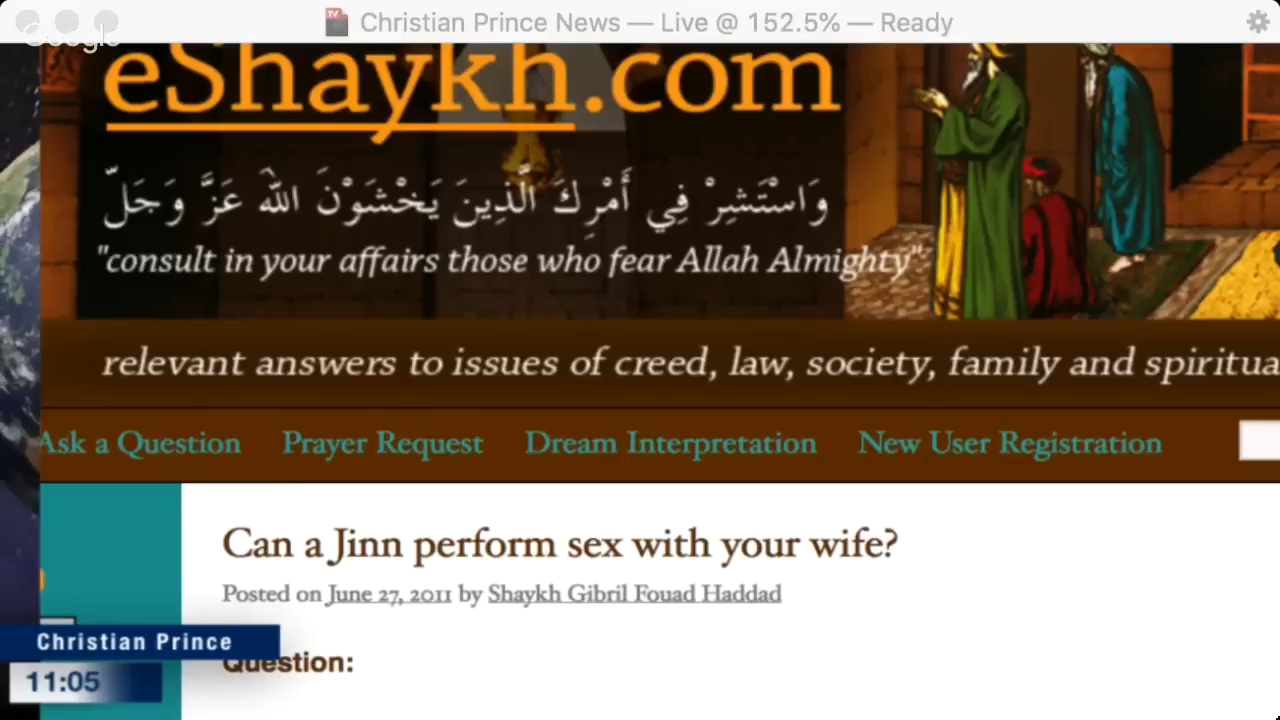 Christian Prince News — Live @ 152.5% — Ready
Google
eShaykh.com
وَاسْتَشِرْ فِي أَمْرِكَ الَّذِينَ يَخْشَوْنَ اللهَ عَزَّ وَجَلّ
"consult in your affairs those who fear Allah Almighty"
relevant answers to issues of creed, law, society, family and spiritua
Ask a Question Prayer Request Dream Interpretation New User Registration
Can a Jinn perform sex with your wife?
Posted on June 27, 2011 by Shaykh Gibril Fouad Haddad
Christian Prince
Question:
11:05